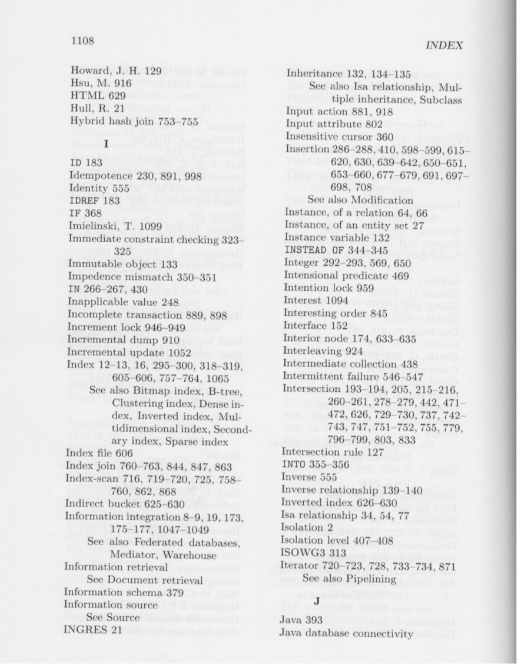 1108
INDEX
Howard, J. H. 129
Hsu, M. 916
HTML 629
Hull, R. 21
Hybrid hash join 753–755
I
ID 183
Idempotence 230, 891, 998
Identity 555
IDREF 183
IF 368
Imielinski, T. 1099
Immediate constraint checking 323–
325
Immutable object 133
Impedence mismatch 350–351
IN 266–267, 430
Inapplicable value 248
Incomplete transaction 889, 898
Increment lock 946–949
Incremental dump 910
Incremental update 1052
Index 12–13, 16, 295–300, 318–319,
605–606, 757–764, 1065
See also Bitmap index, B-tree,
Clustering index, Dense in-
dex, Inverted index, Mul-
tidimensional index, Second-
ary index, Sparse index
Index file 606
Index join 760–763, 844, 847, 863
Index-scan 716, 719–720, 725, 758–
760, 862, 868
Indirect bucket 625–630
Information integration 8–9, 19, 173,
175–177, 1047–1049
See also Federated databases,
Mediator, Warehouse
Information retrieval
See Document retrieval
Information schema 379
Information source
See Source
INGRES 21
Inheritance 132, 134–135
See also Isa relationship, Mul-
tiple inheritance, Subclass
Input action 881, 918
Input attribute 802
Insensitive cursor 360
Insertion 286–288, 410, 598–599, 615–
620, 630, 639–642, 650–651,
653–660, 677–679, 691, 697–
698, 708
See also Modification
Instance, of a relation 64, 66
Instance, of an entity set 27
Instance variable 132
INSTEAD OF 344–345
Integer 292–293, 569, 650
Intensional predicate 469
Intention lock 959
Interest 1094
Interesting order 845
Interface 152
Interior node 174, 633–635
Interleaving 924
Intermediate collection 438
Intermittent failure 546–547
Intersection 193–194, 205, 215–216,
260–261, 278–279, 442, 471–
472, 626, 729–730, 737, 742–
743, 747, 751–752, 755, 779,
796–799, 803, 833
Intersection rule 127
INTO 355–356
Inverse 555
Inverse relationship 139–140
Inverted index 626–630
Isa relationship 34, 54, 77
Isolation 2
Isolation level 407–408
ISOWG3 313
Iterator 720–723, 728, 733–734, 871
See also Pipelining
J
Java 393
Java database connectivity